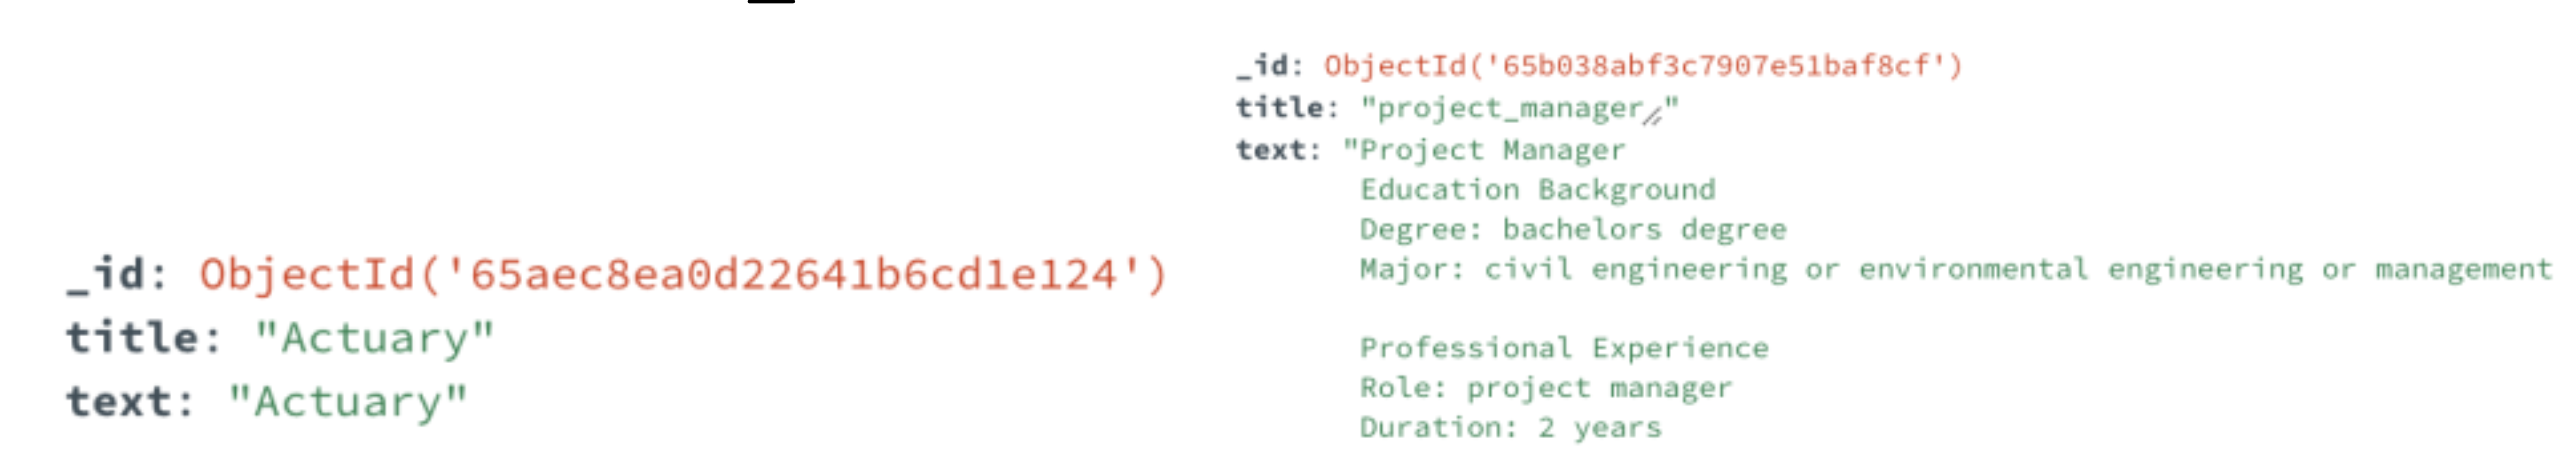 _id: ObjectId('65aec8ea0d22641b6cd1e124')
title: "Actuary"
text: "Actuary"
_id: ObjectId('65b038abf3c7907e51baf8cf')
title: "project_manager"
text: "Project Manager
Education Background
Degree: bachelors degree
Major: civil engineering or environmental engineering or management
Professional Experience
Role: project manager
Duration: 2 years